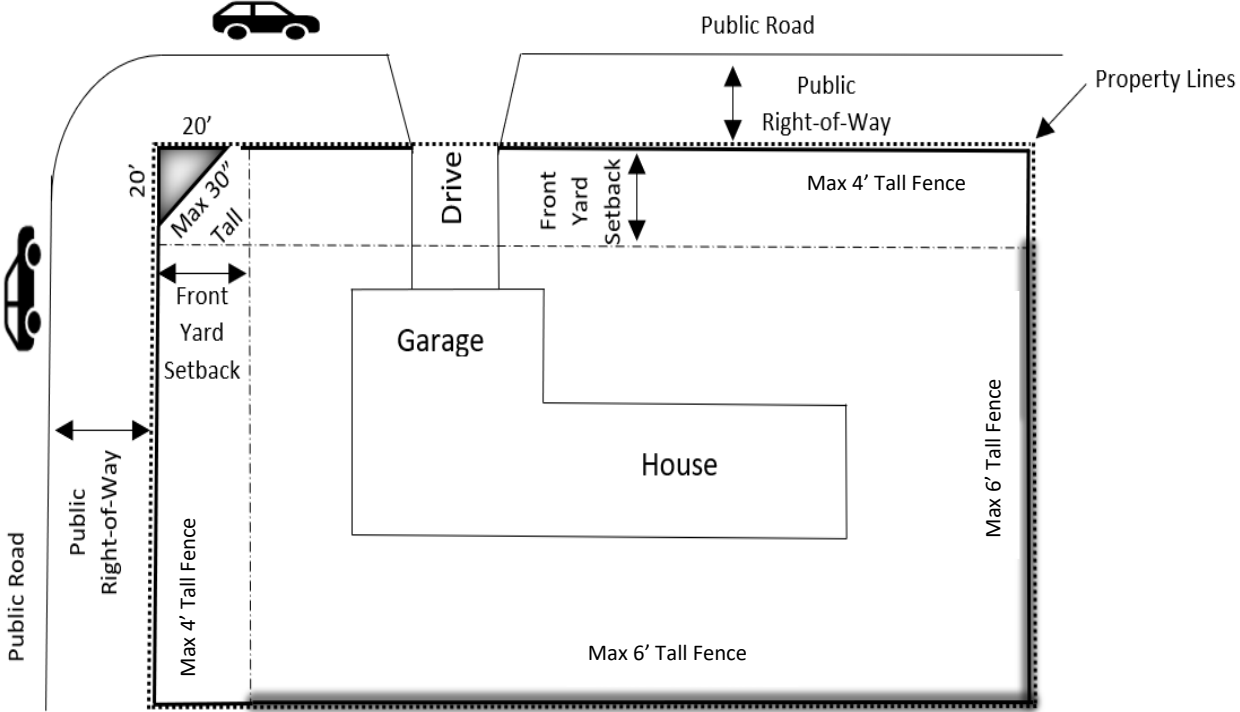 Public Road
Public
Right-of-Way
Property Lines
20’
20’
Max 30”
Tall
Drive
Front
Yard
Setback
Max 4’ Tall Fence
Front
Yard
Setback
Garage
House
Max 6’ Tall Fence
Public
Right-of-Way
Public Road
Max 4’ Tall Fence
Max 6’ Tall Fence